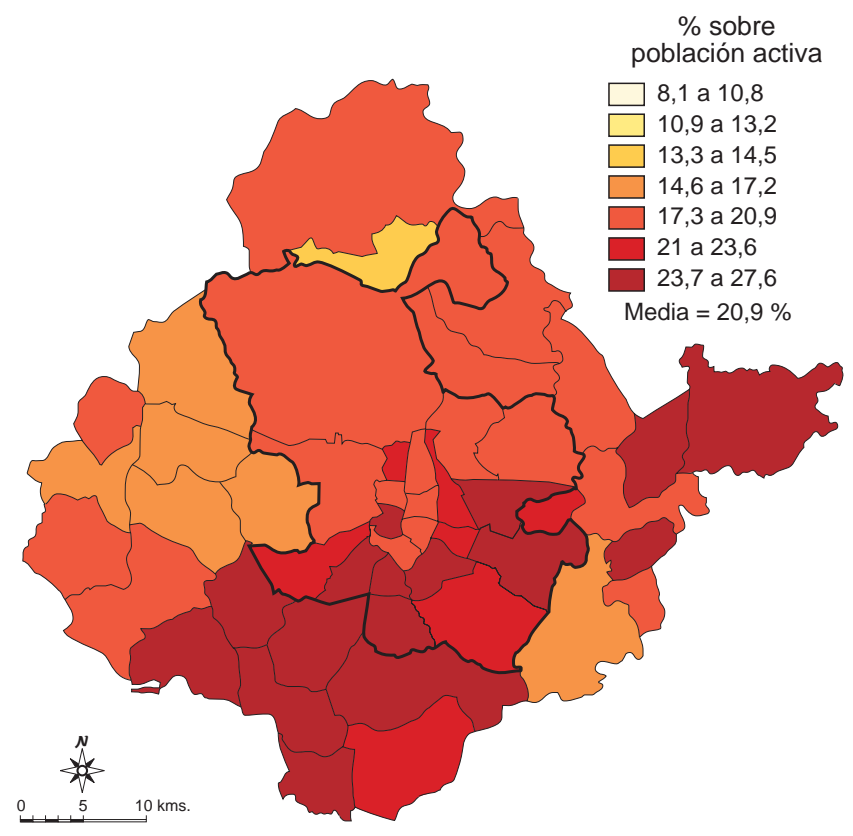 % sobre
población activa
8,1 a 10,8
10,9 a 13,2
13,3 a 14,5
14,6 a 17,2
17,3 a 20,9
21 a 23,6
23,7 a 27,6
Media = 20,9 %
N
0 5 10 kms.